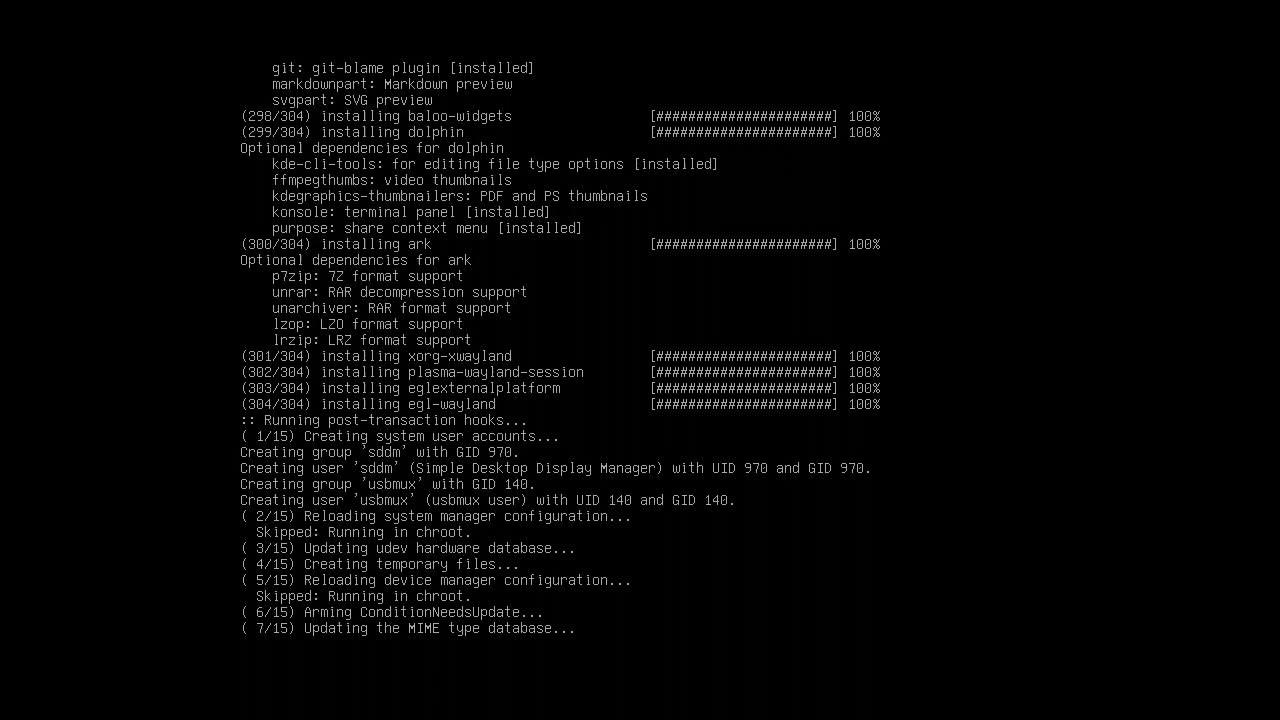 git: git-blame plugin [installed]
markdownpart: Markdown preview
svgpart: SVG preview
(298/304) installing baloo-widgets [######################] 100%
(299/304) installing dolphin [######################] 100%
Optional dependencies for dolphin
kde-cli-tools: for editing file type options [installed]
ffmpegthumbs: video thumbnails
kdegraphics-thumbnailers: PDF and PS thumbnails
konsole: terminal panel [installed]
purpose: share context menu [installed]
(300/304) installing ark [######################] 100%
Optional dependencies for ark
p7zip: 7Z format support
unrar: RAR decompression support
unarchiver: RAR format support
lzop: LZO format support
lrzip: LRZ format support
(301/304) installing xorg-xwayland [######################] 100%
(302/304) installing plasma-wayland-session [######################] 100%
(303/304) installing eglexternalplatform [######################] 100%
(304/304) installing egl-wayland [######################] 100%
:: Running post-transaction hooks...
( 1/15) Creating system user accounts...
Creating group 'sddm' with GID 970.
Creating user 'sddm' (Simple Desktop Display Manager) with UID 970 and GID 970.
Creating group 'usbmux' with GID 140.
Creating user 'usbmux' (usbmux user) with UID 140 and GID 140.
( 2/15) Reloading system manager configuration...
Skipped: Running in chroot.
( 3/15) Updating udev hardware database...
( 4/15) Creating temporary files...
( 5/15) Reloading device manager configuration...
Skipped: Running in chroot.
( 6/15) Arming ConditionNeedsUpdate...
( 7/15) Updating the MIME type database...